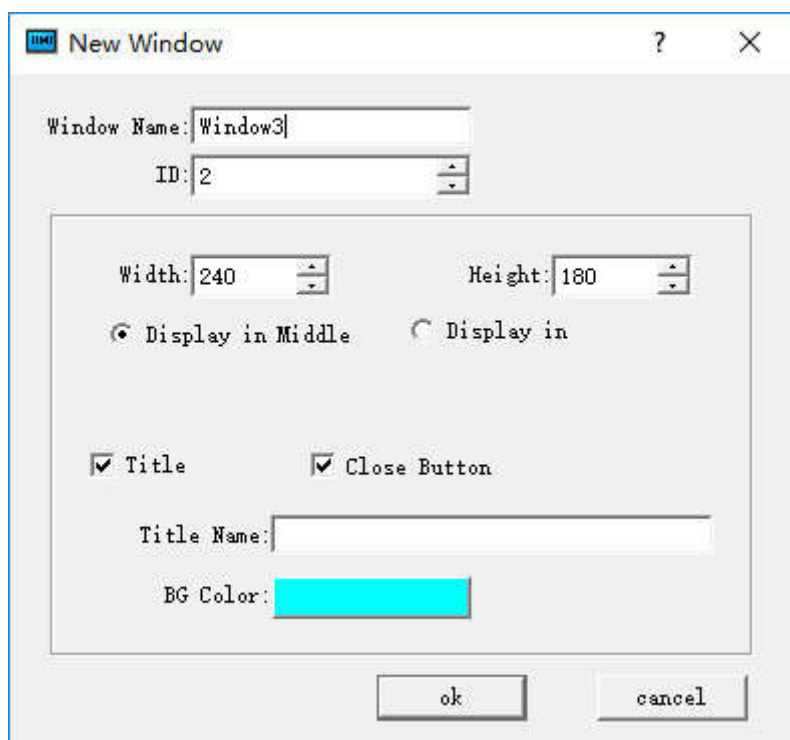 New Window ?
Window Name: Window3
ID: 2
Width: 240 Height: 180
Display in Middle Display in
Title Close Button
Title Name:
BG Color:
ok cancel